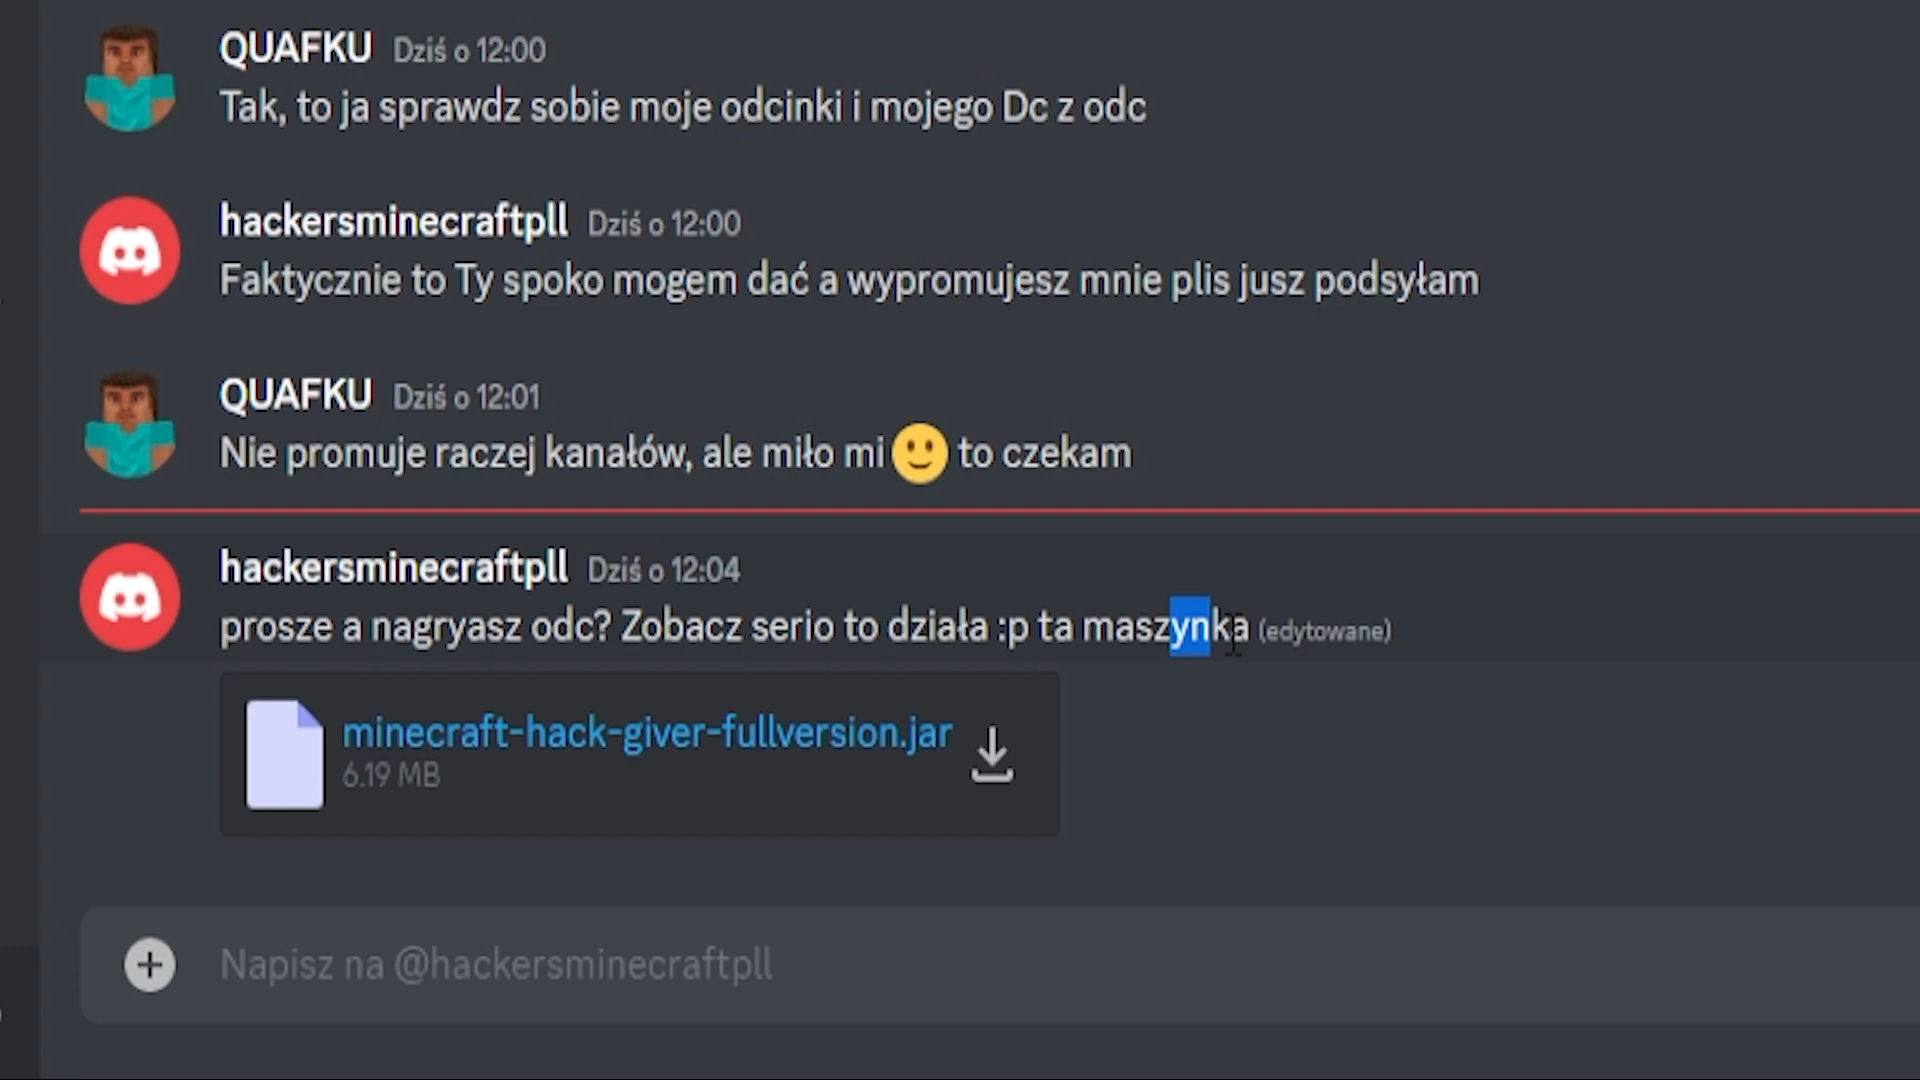 QUAFKU Dziś o 12:00
Tak, to ja sprawdz sobie moje odcinki i mojego Dc z odc
hackersminecraftpll Dziś o 12:00
Faktycznie to Ty spoko mogem dać a wypromujesz mnie plis jusz podsyłam
QUAFKU Dziś o 12:01
Nie promuje raczej kanałów, ale miło mi 🙂 to czekam
hackersminecraftpll Dziś o 12:04
prosze a nagryasz odc? Zobacz serio to działa :p ta maszynka (edytowane)
minecraft-hack-giver-fullversion.jar
6.19 MB
Napisz na @hackersminecraftpll